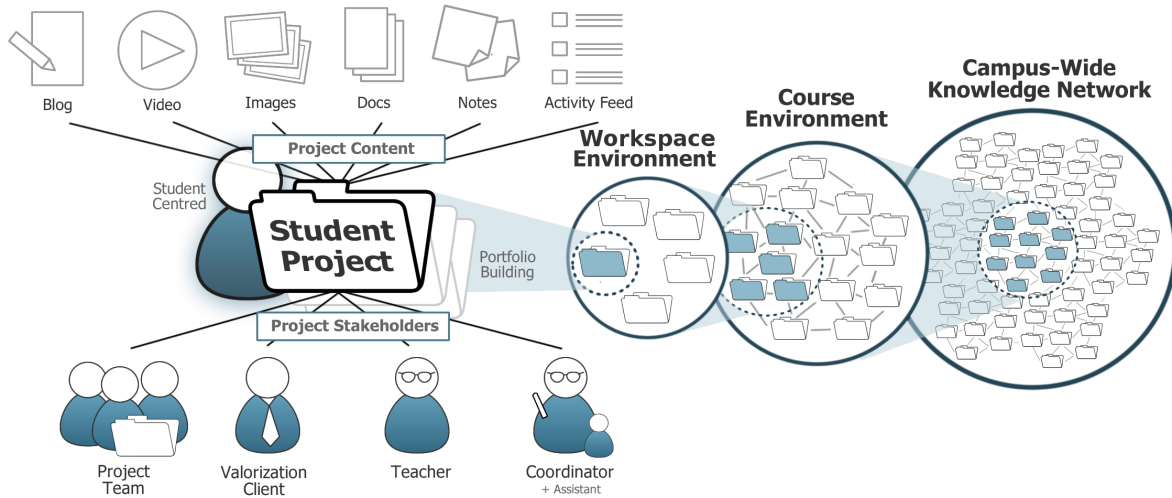 Blog
Video
Images
Docs
Notes
Activity Feed
Project Content
Student
Centred
Student
Project
Portfolio
Building
Project Stakeholders
Project
Team
Valorization
Client
Teacher
Coordinator
+ Assistant
Workspace
Environment
Course
Environment
Campus-Wide
Knowledge Network